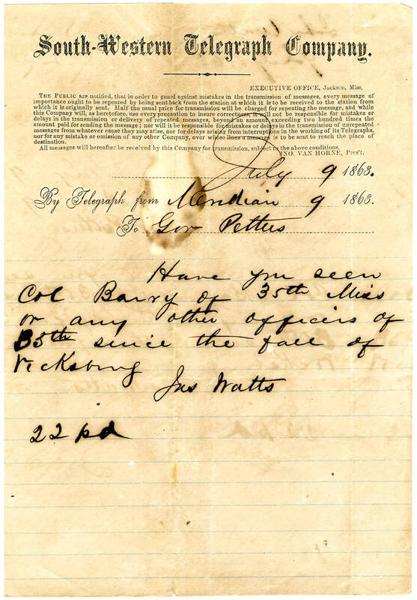 South-Western Telegraph Company.
EXECUTIVE OFFICE, Jackson, Miss,
THE PUBLIC are notified, that in order to guard against mistakes in the transmission of messages, every message of
importance ought to be repeated by being sent back from the station at which it is to be received to the station from
which it is originally sent. Half the usual price for transmission will be charged for repeating the message, and while
this Company will, as heretofore, use every precaution to insure correctness, it will not be responsible for mistakes or
delays in the transmission or delivery of repeated messages, beyond an amount exceeding two hundred times the
amount paid for sending the message; nor will it be responsible for mistakes or delays in the transmission of unrepeated
messages from whatever cause they may arise, nor for delays arising from interruptions in the working of its Telegraphs,
nor for any mistake or omission of any other Company, over whose lines a message is to be sent to reach the place of
destination.
All messages will hereafter be received by this Company for transmission, subject to the above conditions.
JNO. VAN HORNE, Pres't.
July 9 1863.
By Telegraph from Meridian 9 1863.
To Gov Pettus
Have you seen
Col Barry of 35th Miss
or any other officers of
35th since the fall of
Vicksburg
Jas Watts
22 pd